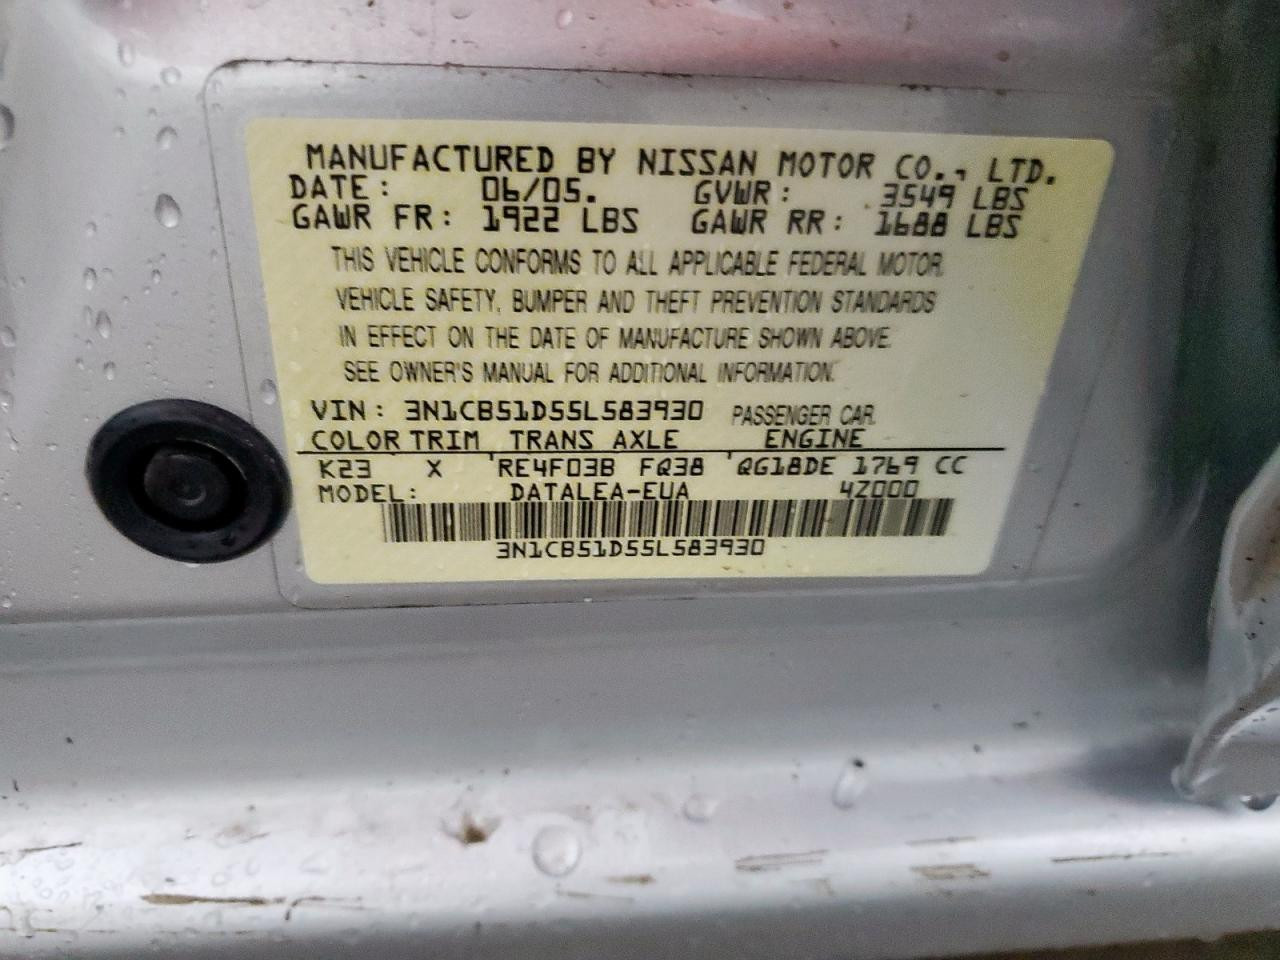 MANUFACTURED BY NISSAN MOTOR CO., LTD.
DATE: 06/05. GVWR: 3549 LBS
GAWR FR: 1922 LBS GAWR RR: 1688 LBS
THIS VEHICLE CONFORMS TO ALL APPLICABLE FEDERAL MOTOR
VEHICLE SAFETY, BUMPER AND THEFT PREVENTION STANDARDS
IN EFFECT ON THE DATE OF MANUFACTURE SHOWN ABOVE.
SEE OWNER'S MANUAL FOR ADDITIONAL INFORMATION.
VIN: 3N1CB51D55L583930 PASSENGER CAR.
COLOR TRIM TRANS AXLE ENGINE
K23 X 'RE4F03B FQ38 'QG18DE 1769 CC
MODEL: DATALEA-EUA 4Z000
3N1CB51D55L583930